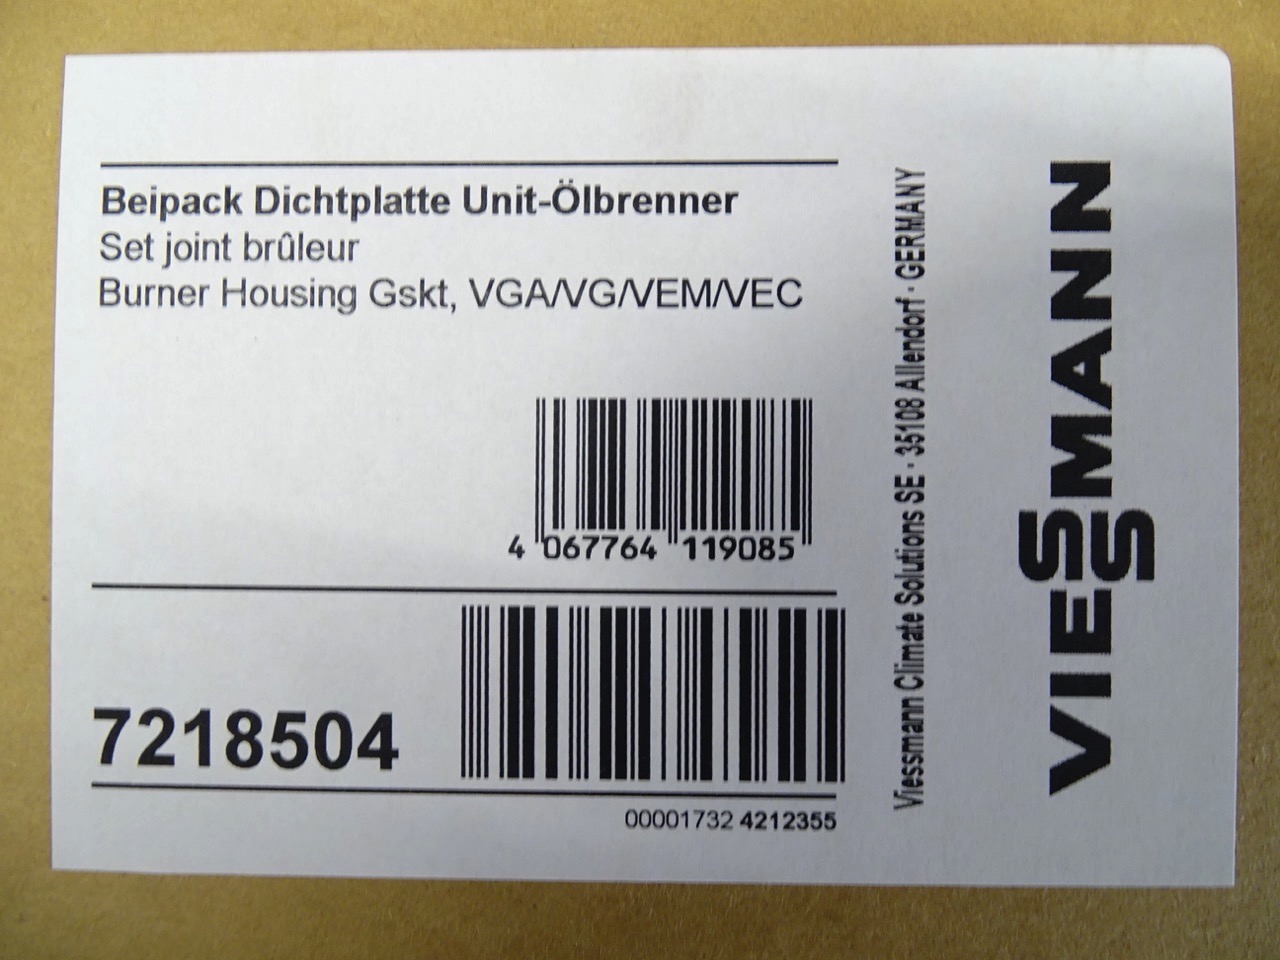 Beipack Dichtplatte Unit-Ölbrenner
Set joint brûleur
Burner Housing Gskt, VGA/VG/VEM/VEC
4 067764 119085
7218504
00001732 4212355
Viessmann Climate Solutions SE · 35108 Allendorf · GERMANY
VIESSMANN